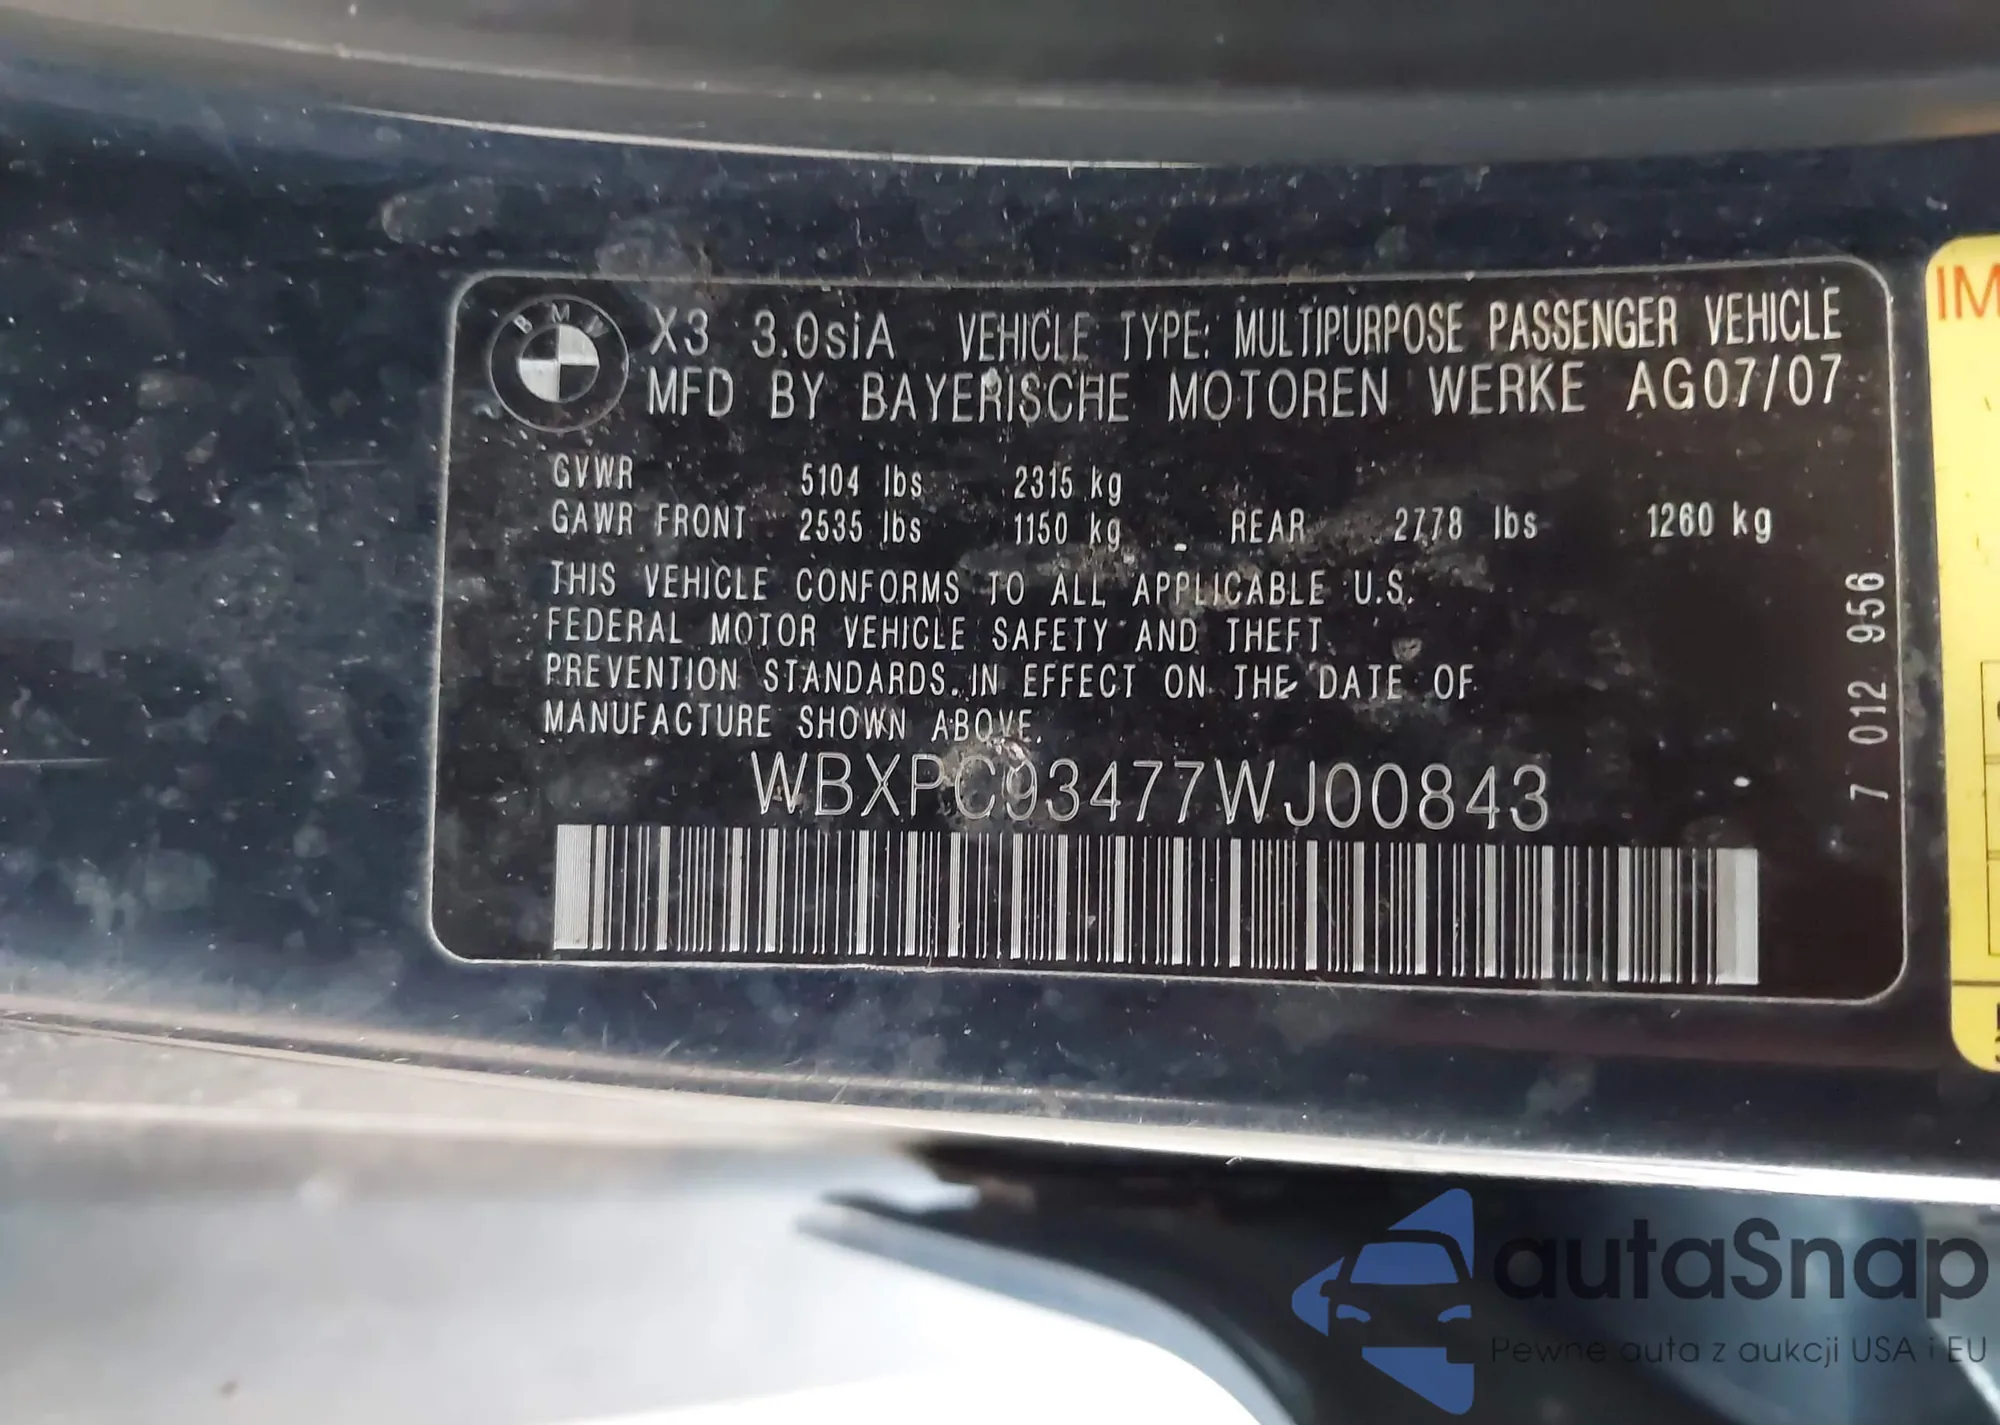 BMW
X3 3.0siA VEHICLE TYPE: MULTIPURPOSE PASSENGER VEHICLE
MFD BY BAYERISCHE MOTOREN WERKE AG07/07
GVWR 5104 lbs 2315 kg
GAWR FRONT 2535 lbs 1150 kg REAR 2778 lbs 1260 kg
THIS VEHICLE CONFORMS TO ALL APPLICABLE U.S.
FEDERAL MOTOR VEHICLE SAFETY AND THEFT
PREVENTION STANDARDS IN EFFECT ON THE DATE OF
MANUFACTURE SHOWN ABOVE.
WBXPC93477WJ00843
7 012 956
IM
autaSnap
Pewne auta z aukcji USA i EU